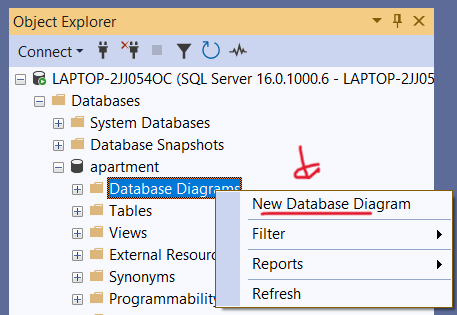 Object Explorer
Connect
LAPTOP-2JJ054OC (SQL Server 16.0.1000.6 - LAPTOP-2JJ05
Databases
System Databases
Database Snapshots
apartment
Database Diagrams
New Database Diagram
Tables
Views
Filter
External Resour
Reports
Synonyms
Programmability
Refresh